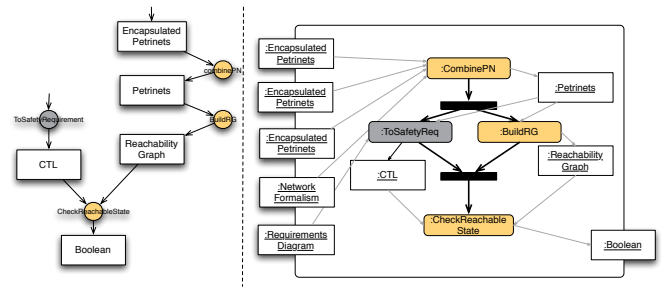 Encapsulated
Petrinets
combinePN
Petrinets
BuildRG
ToSafetyRequirement
CTL
Reachability
Graph
CheckReachableState
Boolean
:Encapsulated
Petrinets
:Encapsulated
Petrinets
:Encapsulated
Petrinets
:Network
Formalism
:Requirements
Diagram
:CombinePN
:Petrinets
:ToSafetyReq
:BuildRG
:CTL
:Reachability
Graph
:CheckReachable
State
:Boolean